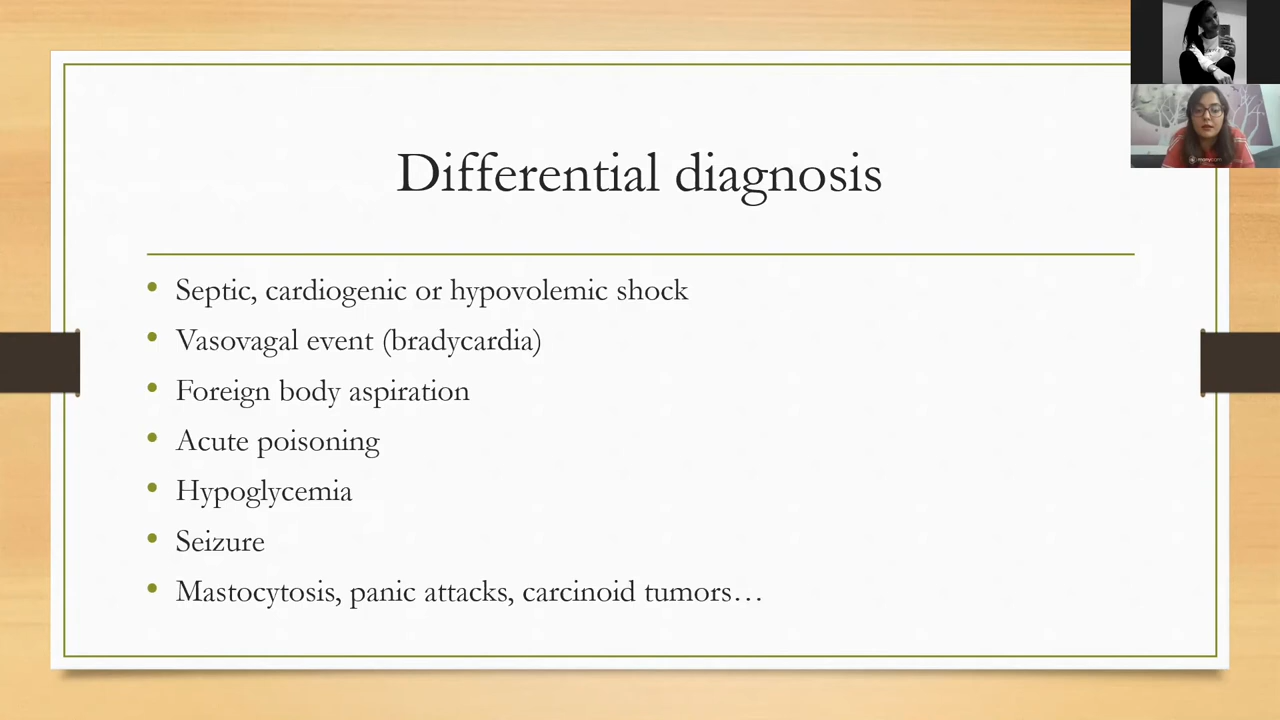 Differential diagnosis
• Septic, cardiogenic or hypovolemic shock
• Vasovagal event (bradycardia)
• Foreign body aspiration
• Acute poisoning
• Hypoglycemia
• Seizure
• Mastocytosis, panic attacks, carcinoid tumors…